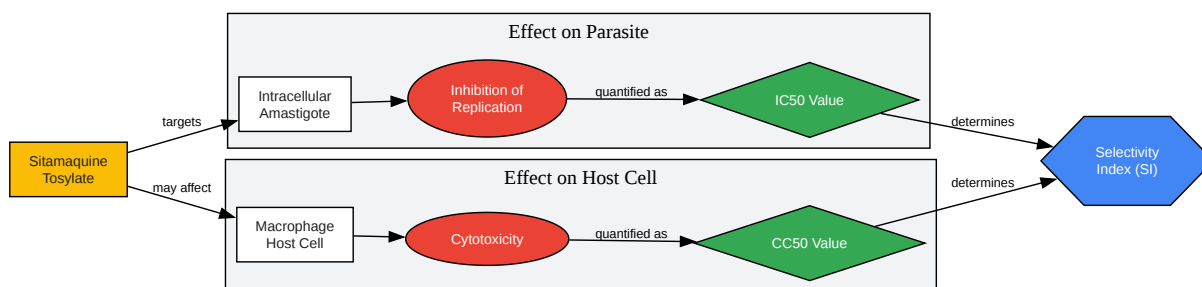 Effect on Parasite
Intracellular
Amastigote
Inhibition of
Replication
quantified as
IC50 Value
targets
determines
Sitamaquine
Tosylate
Selectivity
Index (SI)
may affect
Effect on Host Cell
determines
Macrophage
Host Cell
Cytotoxicity
quantified as
CC50 Value